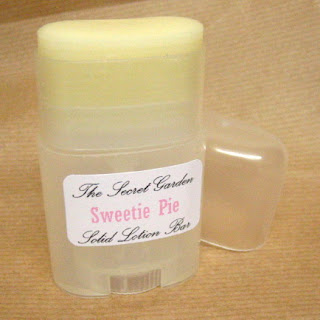 The Secret Garden
Sweetie Pie
Solid Lotion Bar